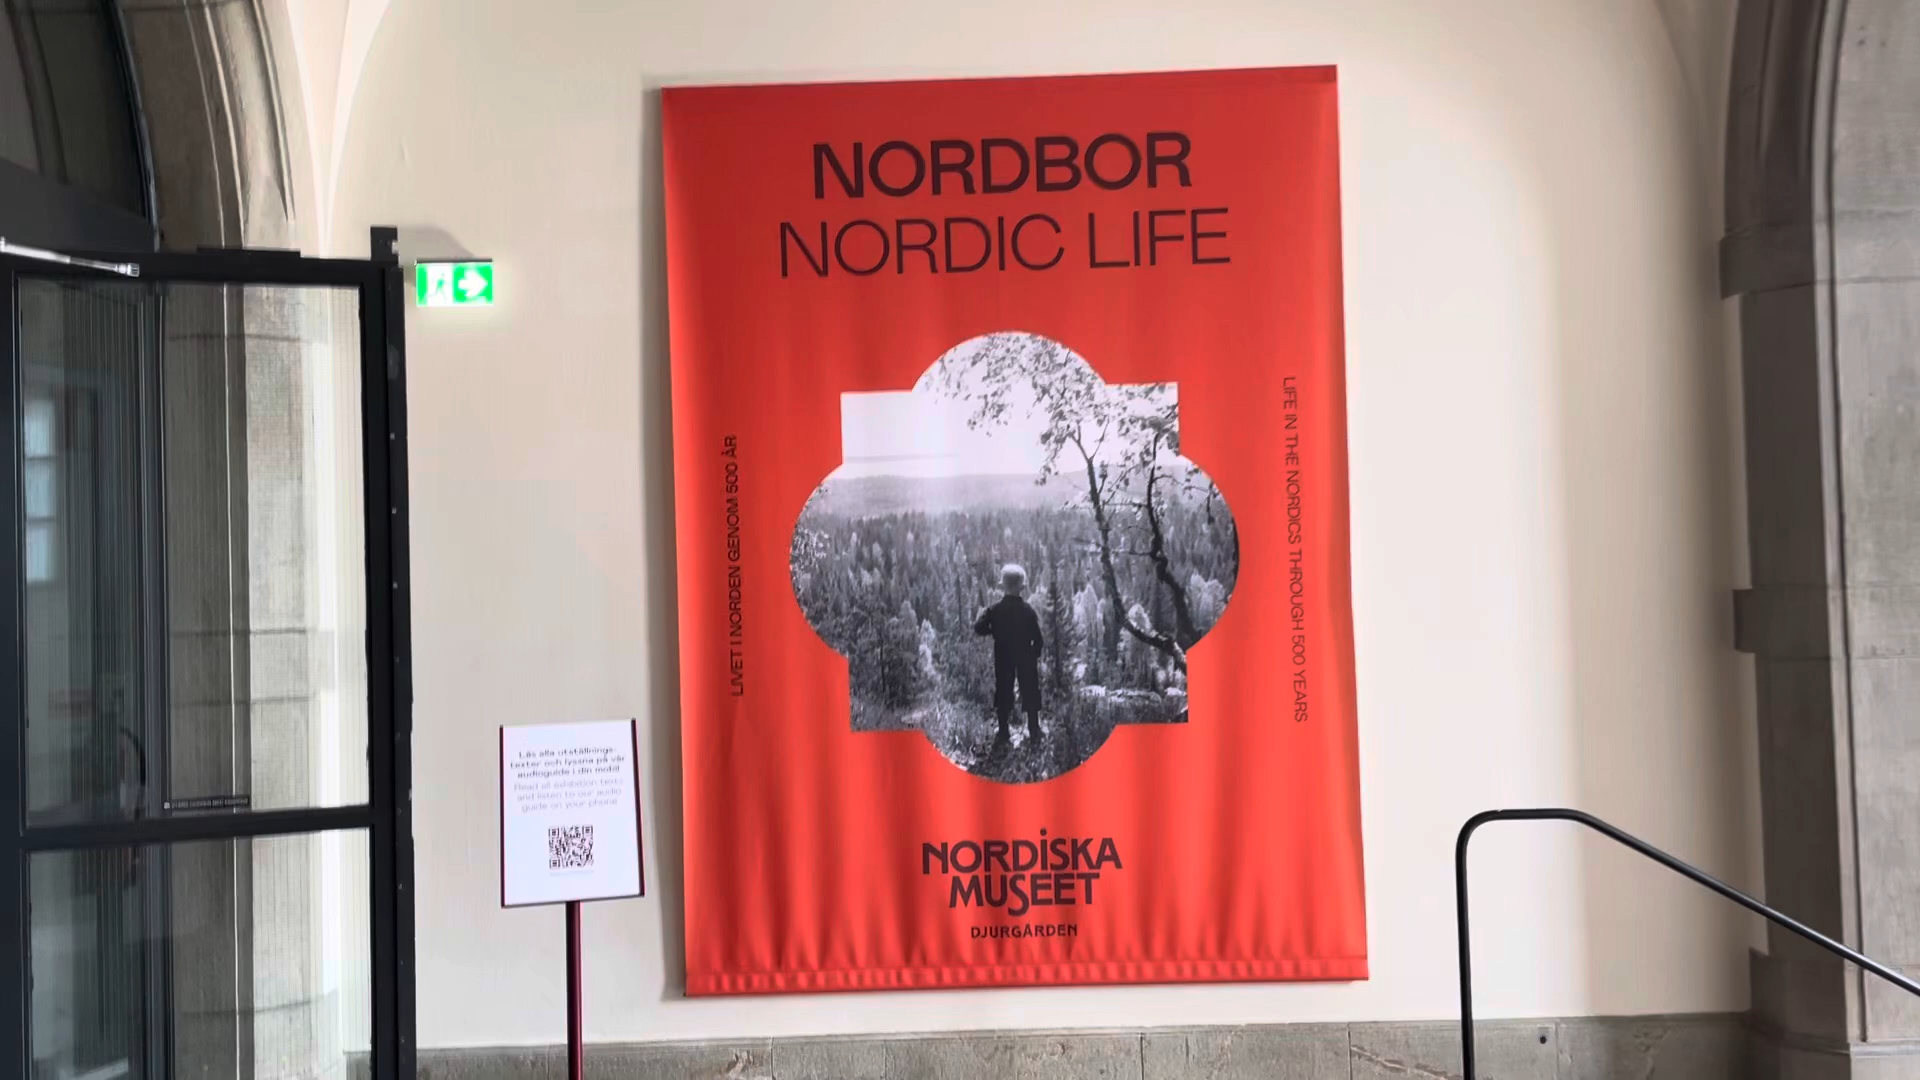 NORDBOR
NORDIC LIFE
LIVET I NORDEN GENOM 500 ÅR
LIFE IN THE NORDICS THROUGH 500 YEARS
NORDISKA
MUSEET
DJURGÅRDEN
Läs alla utställnings-
texter och lyssna på vår
audioguide i din mobil!
Read all exhibition texts
and listen to our audio
guide on your phone